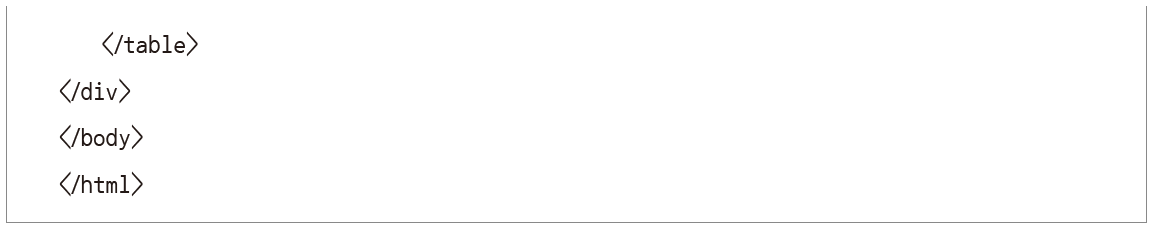 〈/table〉
〈/div〉
〈/body〉
〈/html〉